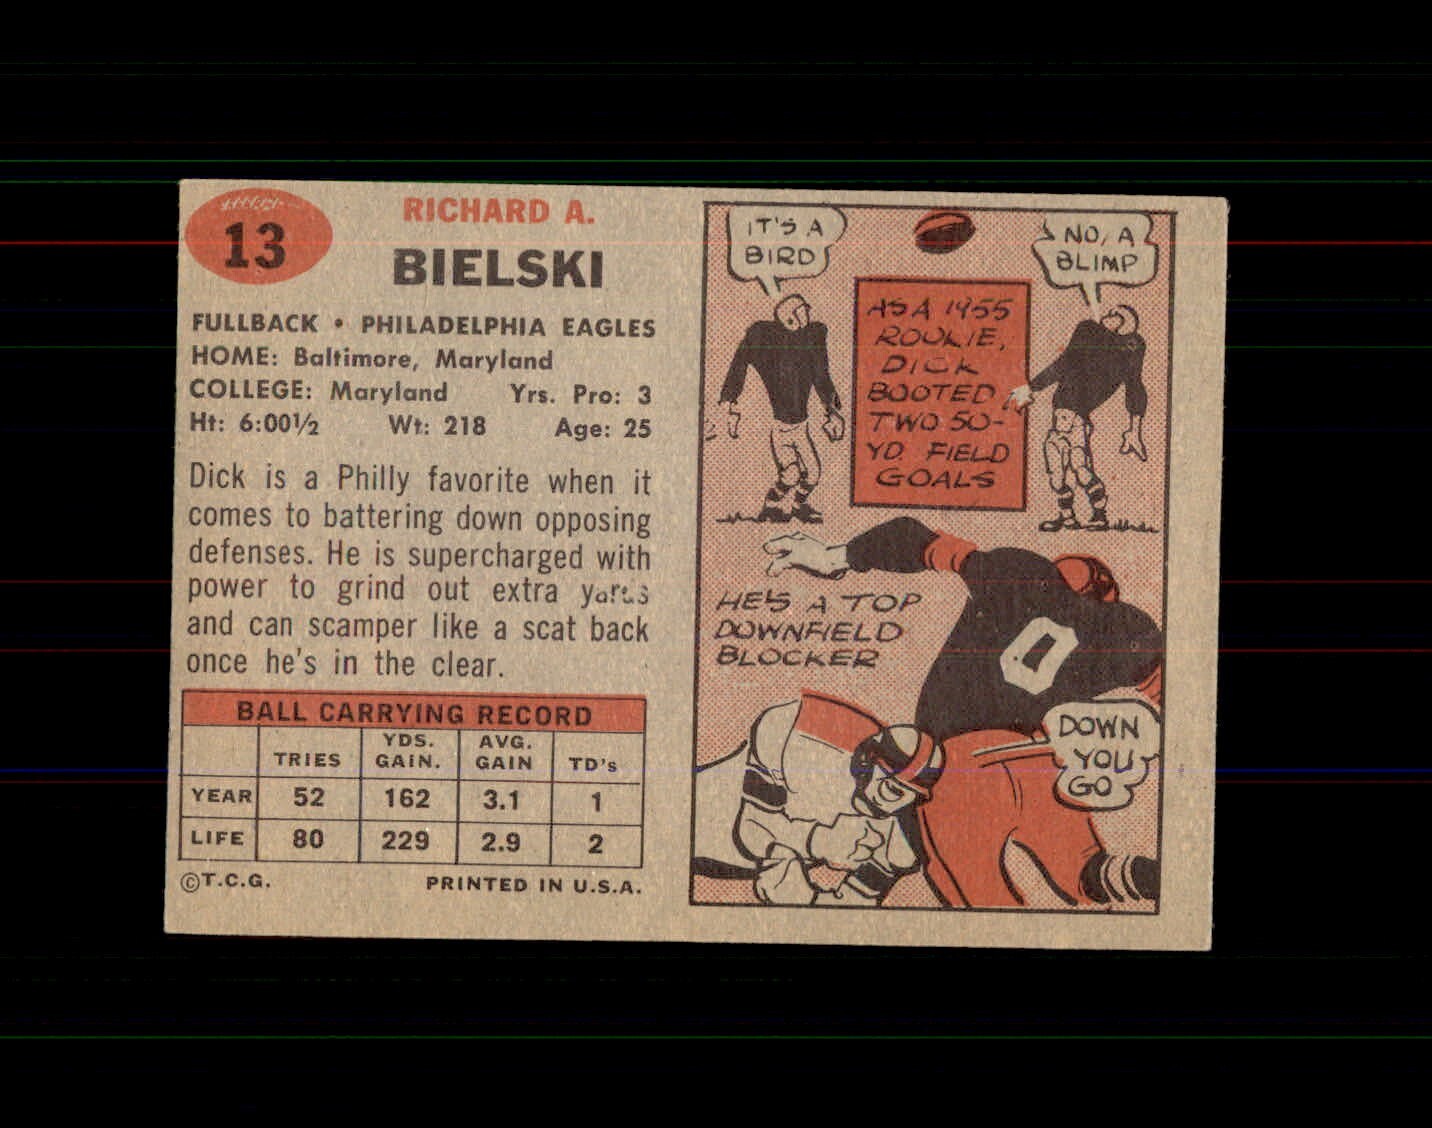 13
RICHARD A.
BIELSKI
FULLBACK • PHILADELPHIA EAGLES
HOME: Baltimore, Maryland
COLLEGE: Maryland Yrs. Pro: 3
Ht: 6:00½ Wt: 218 Age: 25
Dick is a Philly favorite when it
comes to battering down opposing
defenses. He is supercharged with
power to grind out extra yards
and can scamper like a scat back
once he's in the clear.
BALL CARRYING RECORD
TRIES YDS. GAIN. AVG. GAIN TD's
YEAR 52 162 3.1 1
LIFE 80 229 2.9 2
©T.C.G. PRINTED IN U.S.A.
IT'S A
BIRD
NO, A
BLIMP
AS A 1955
ROOKIE,
DICK
BOOTED
TWO 50-
YD. FIELD
GOALS
HE'S A TOP
DOWNFIELD
BLOCKER
0
DOWN
YOU
GO